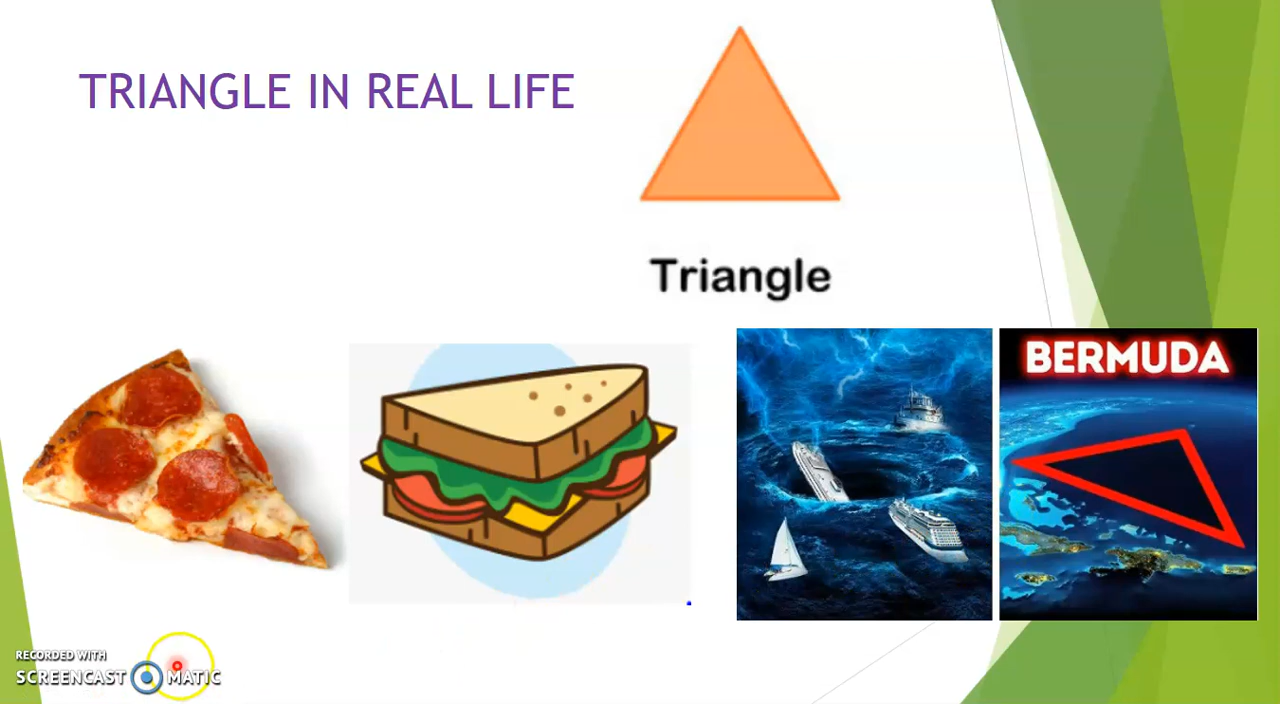 TRIANGLE IN REAL LIFE
Triangle
BERMUDA
RECORDED WITH
SCREENCAST MATIC